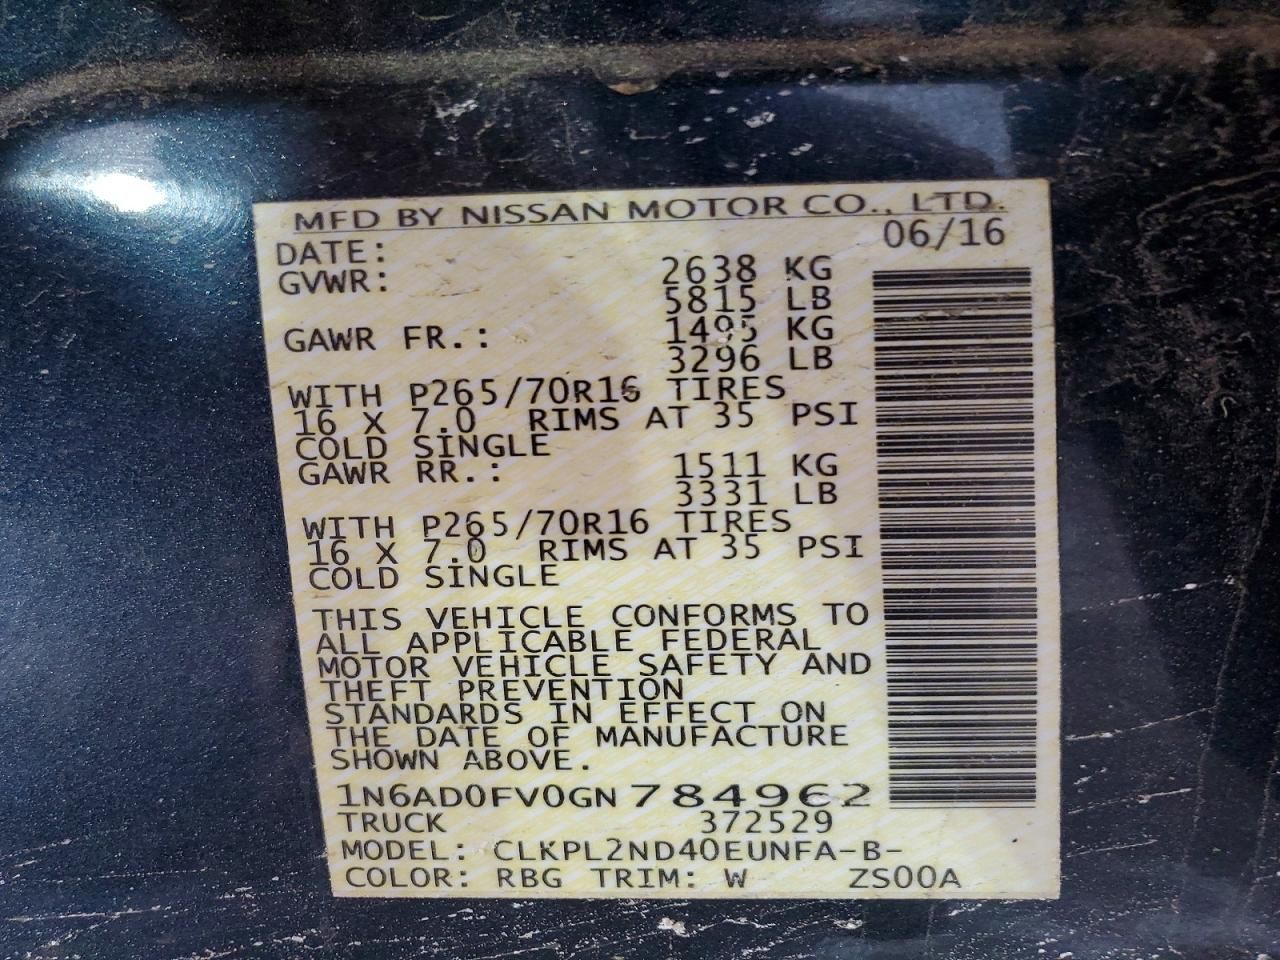 MFD BY NISSAN MOTOR CO., LTD.
DATE: 06/16
GVWR: 2638 KG
5815 LB
GAWR FR.: 1495 KG
3296 LB
WITH P265/70R16 TIRES
16 X 7.0 RIMS AT 35 PSI
COLD SINGLE
GAWR RR.: 1511 KG
3331 LB
WITH P265/70R16 TIRES
16 X 7.0 RIMS AT 35 PSI
COLD SINGLE
THIS VEHICLE CONFORMS TO
ALL APPLICABLE FEDERAL
MOTOR VEHICLE SAFETY AND
THEFT PREVENTION
STANDARDS IN EFFECT ON
THE DATE OF MANUFACTURE
SHOWN ABOVE.
1N6AD0FV0GN784962
TRUCK 372529
MODEL: CLKPL2ND40EUNFA-B-
COLOR: RBG TRIM: W ZS00A